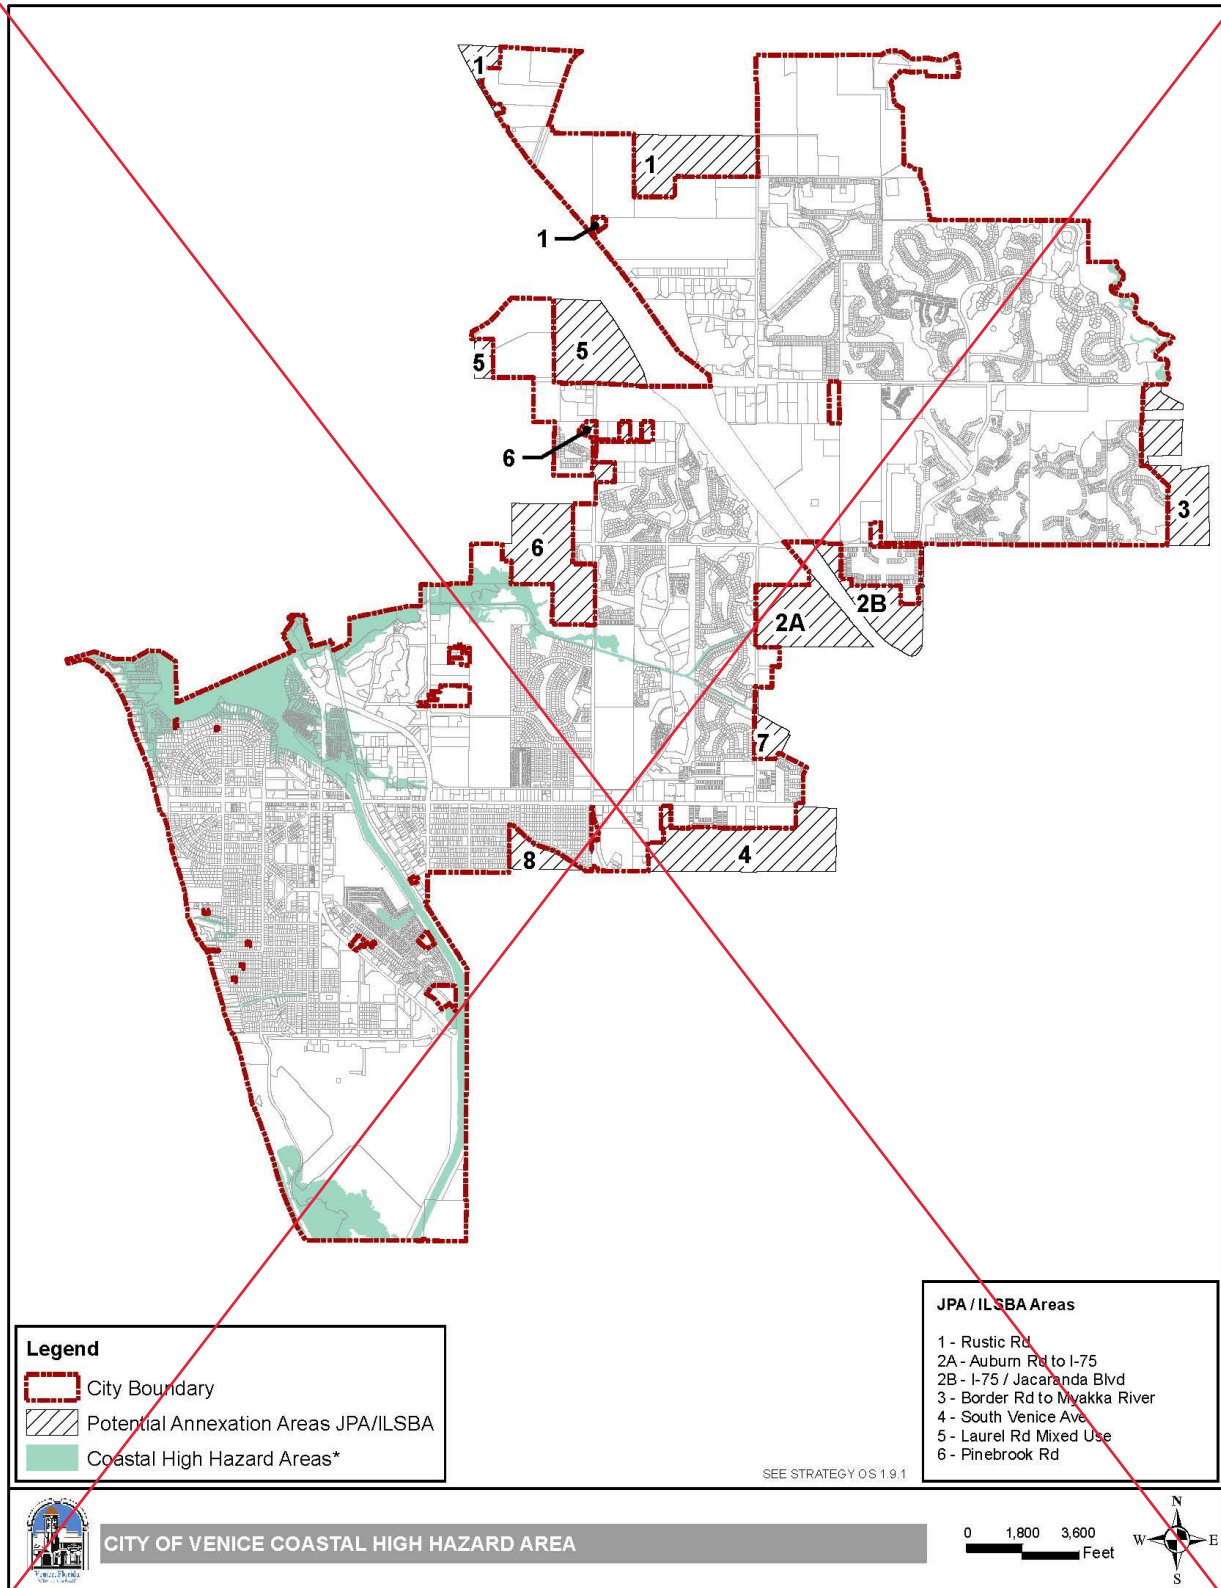 1
1
1
5
5
6
3
6
2B
2A
7
4
8
JPA / ILSBA Areas
1 - Rustic Rd
2A - Auburn Rd to I-75
2B - I-75 / Jacaranda Blvd
3 - Border Rd to Myakka River
4 - South Venice Ave
5 - Laurel Rd Mixed Use
6 - Pinebrook Rd
Legend
City Boundary
Potential Annexation Areas JPA/ILSBA
Coastal High Hazard Areas*
SEE STRATEGY OS 1.9.1
Venice, Florida
CITY OF VENICE COASTAL HIGH HAZARD AREA
0 1,800 3,600
Feet
N
W E
S